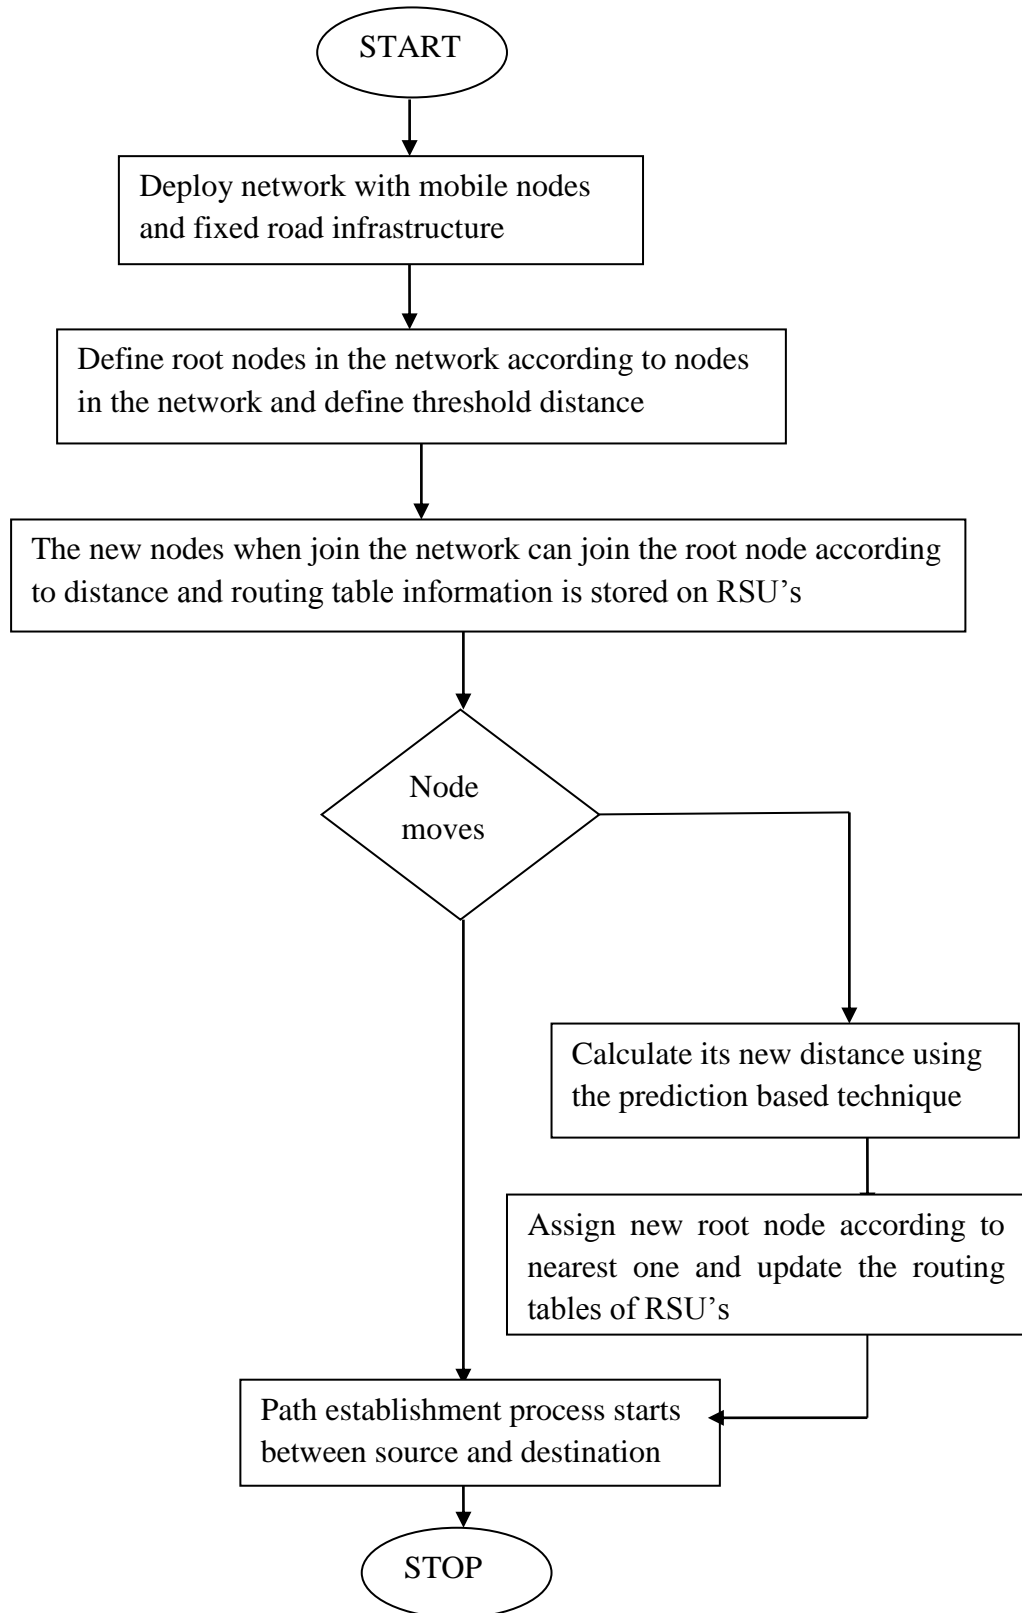 START
Deploy network with mobile nodes
and fixed road infrastructure
Define root nodes in the network according to nodes
in the network and define threshold distance
The new nodes when join the network can join the root node according
to distance and routing table information is stored on RSU’s
Node
moves
Calculate its new distance using
the prediction based technique
Assign new root node according to
nearest one and update the routing
tables of RSU’s
Path establishment process starts
between source and destination
STOP